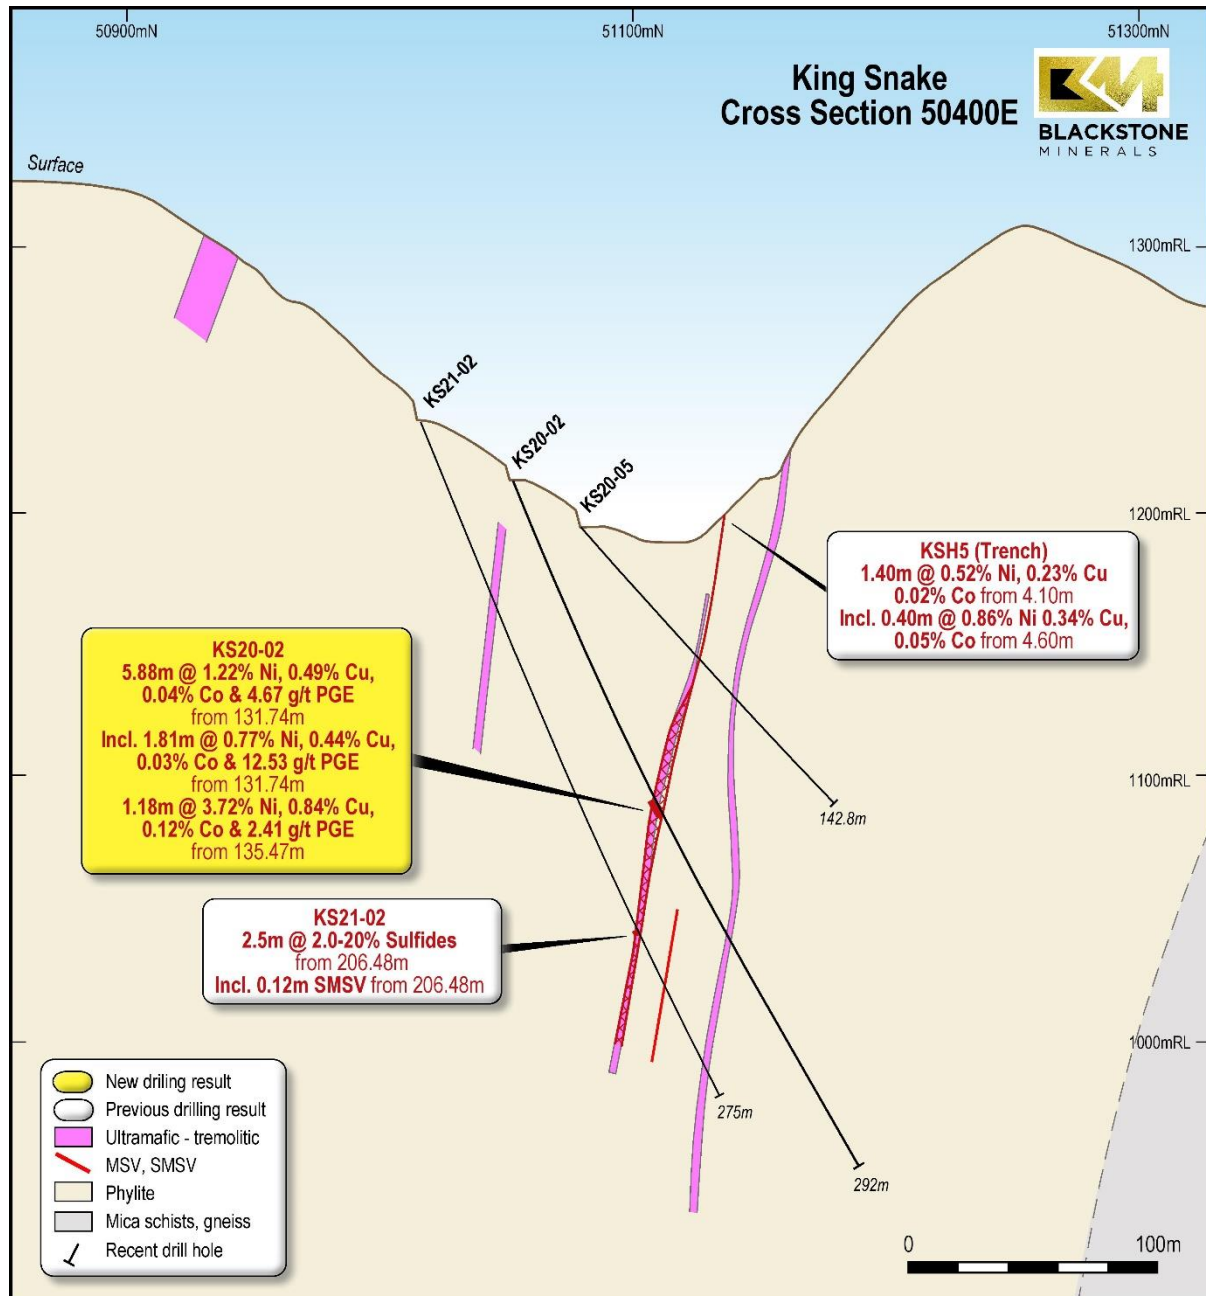 50900mN
51100mN
51300mN
King Snake
Cross Section 50400E
BM
BLACKSTONE
MINERALS
Surface
1300mRL
KS21-02
KS20-02
KS20-05
1200mRL
KSH5 (Trench)
1.40m @ 0.52% Ni, 0.23% Cu
0.02% Co from 4.10m
Incl. 0.40m @ 0.86% Ni 0.34% Cu,
0.05% Co from 4.60m
KS20-02
5.88m @ 1.22% Ni, 0.49% Cu,
0.04% Co & 4.67 g/t PGE
from 131.74m
Incl. 1.81m @ 0.77% Ni, 0.44% Cu,
0.03% Co & 12.53 g/t PGE
from 131.74m
1.18m @ 3.72% Ni, 0.84% Cu,
0.12% Co & 2.41 g/t PGE
from 135.47m
1100mRL
142.8m
KS21-02
2.5m @ 2.0-20% Sulfides
from 206.48m
Incl. 0.12m SMSV from 206.48m
1000mRL
275m
292m
New driling result
Previous drilling result
Ultramafic - tremolitic
MSV, SMSV
Phylite
Mica schists, gneiss
Recent drill hole
0
100m